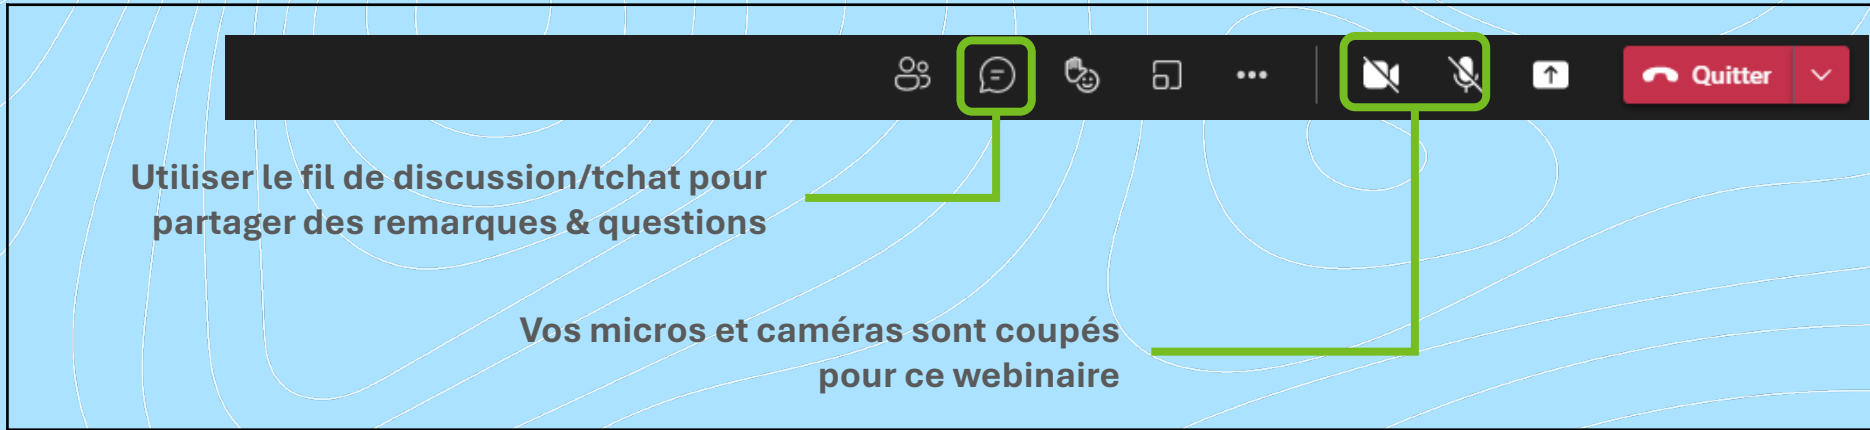 Quitter
Utiliser le fil de discussion/tchat pour
partager des remarques & questions
Vos micros et caméras sont coupés
pour ce webinaire